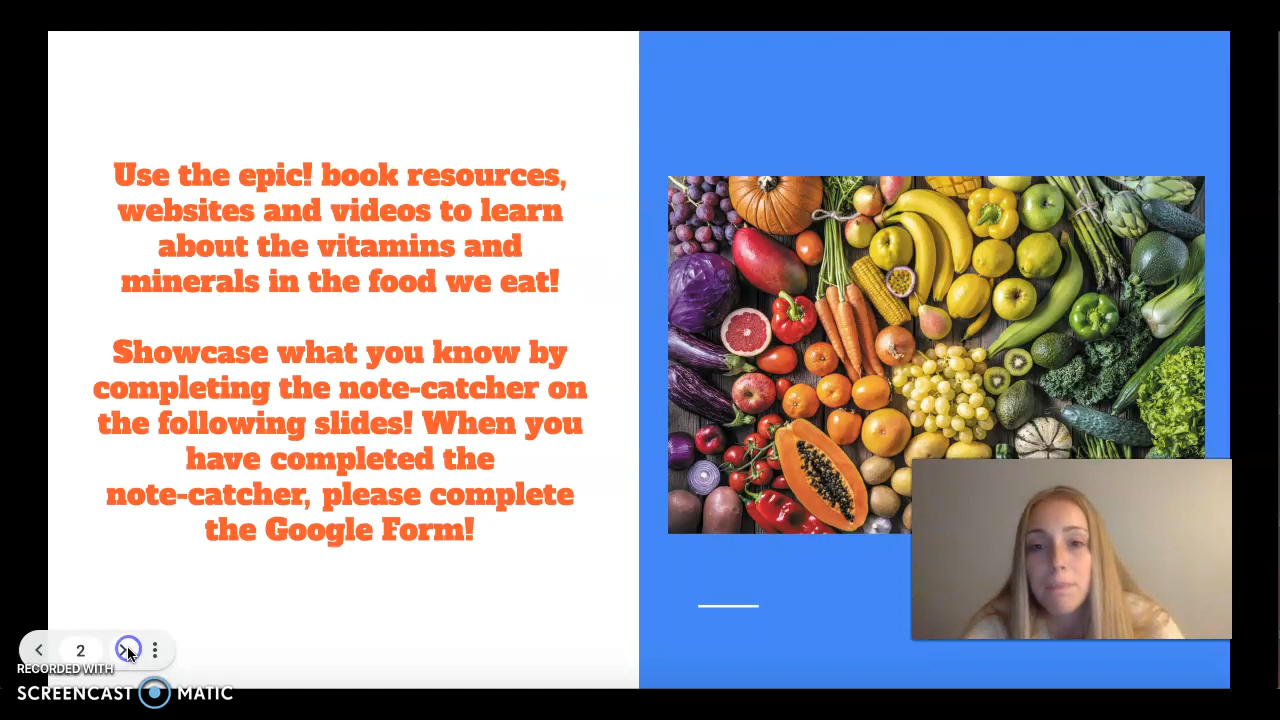 Use the epic! book resources,
websites and videos to learn
about the vitamins and
minerals in the food we eat!
Showcase what you know by
completing the note-catcher on
the following slides! When you
have completed the
note-catcher, please complete
the Google Form!
2
RECORDED WITH
SCREENCAST MATIC